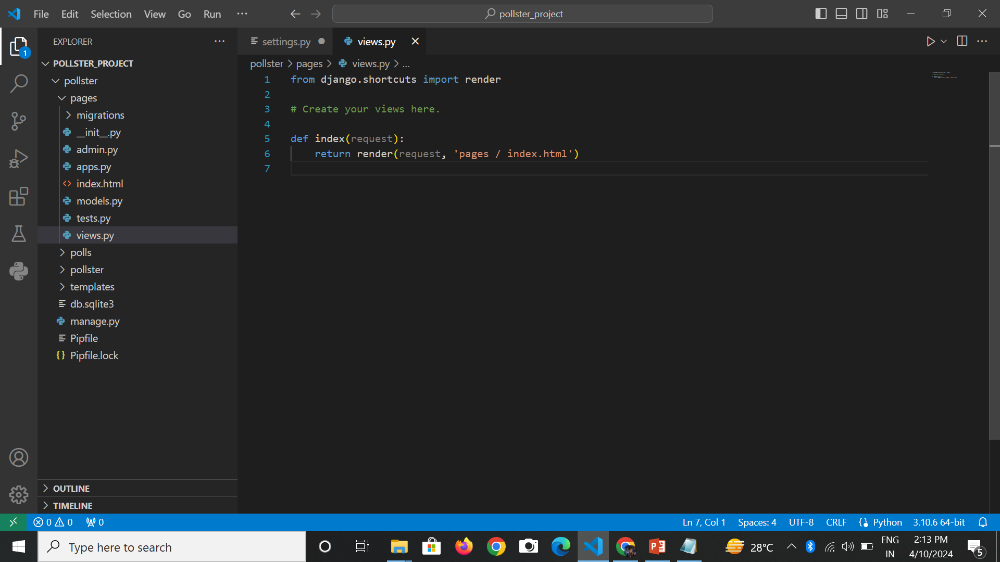 File Edit Selection View Go Run ...
pollster_project
EXPLORER
1
settings.py
views.py
POLLSTER_PROJECT
pollster
pages
migrations
__init__.py
admin.py
apps.py
index.html
models.py
tests.py
views.py
polls
pollster
templates
db.sqlite3
manage.py
Pipfile
{} Pipfile.lock
OUTLINE
TIMELINE
pollster > pages > views.py > ...
1 from django.shortcuts import render
2
3 # Create your views here.
4
5 def index(request):
6 return render(request, 'pages / index.html')
7
0 0 0
Ln 7, Col 1 Spaces: 4 UTF-8 CRLF Python 3.10.6 64-bit
Type here to search
28°C
ENG
IN
2:13 PM
4/10/2024
5